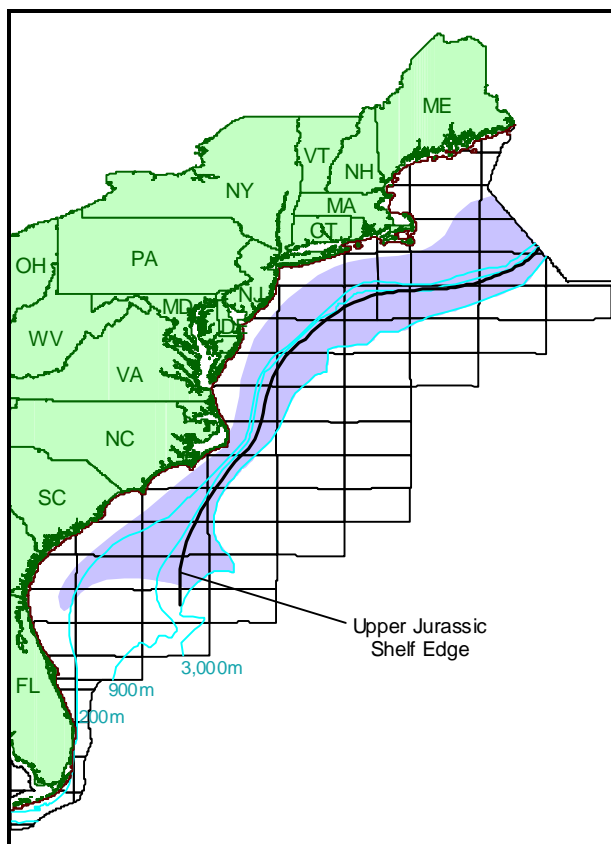 ME
VT
NH
NY
MA
CT
PA
OH
NJ
MD
DE
WV
VA
NC
SC
Upper Jurassic
Shelf Edge
3,000m
FL
900m
200m